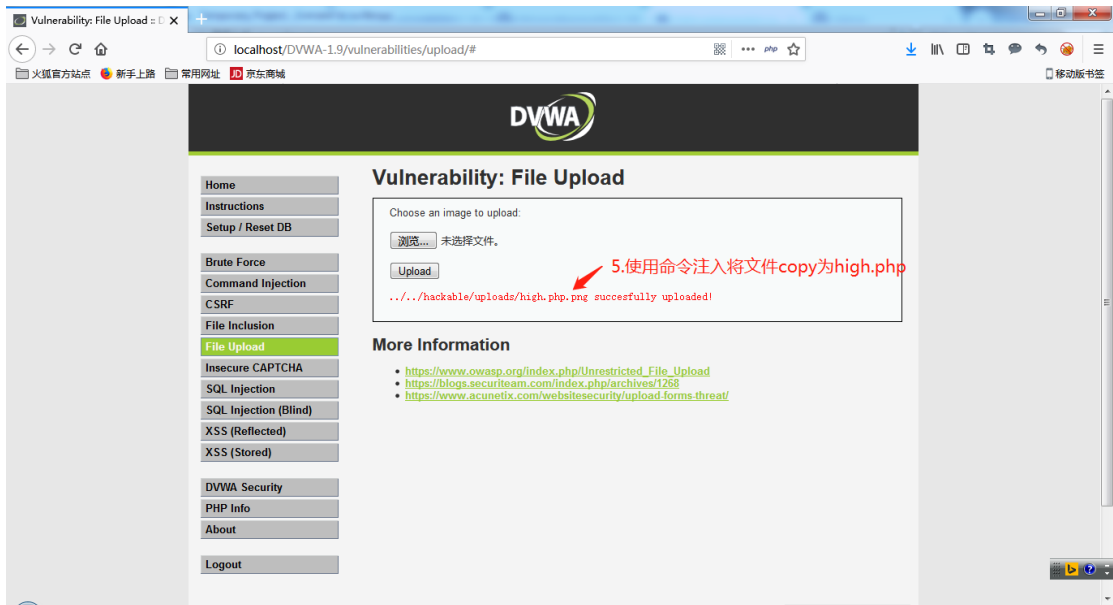 Vulnerability: File Upload :: D
localhost/DVWA-1.9/vulnerabilities/upload/#
php
火狐官方站点 新手上路 常用网址 JD 京东商城 移动版书签
DVWA
Home
Instructions
Setup / Reset DB
Brute Force
Command Injection
CSRF
File Inclusion
File Upload
Insecure CAPTCHA
SQL Injection
SQL Injection (Blind)
XSS (Reflected)
XSS (Stored)
DVWA Security
PHP Info
About
Logout
Vulnerability: File Upload
Choose an image to upload:
浏览... 未选择文件。
Upload
5.使用命令注入将文件copy为high.php
../../hackable/uploads/high.php.png succesfully uploaded!
More Information
https://www.owasp.org/index.php/Unrestricted_File_Upload
https://blogs.securiteam.com/index.php/archives/1268
https://www.acunetix.com/websitesecurity/upload-forms-threat/